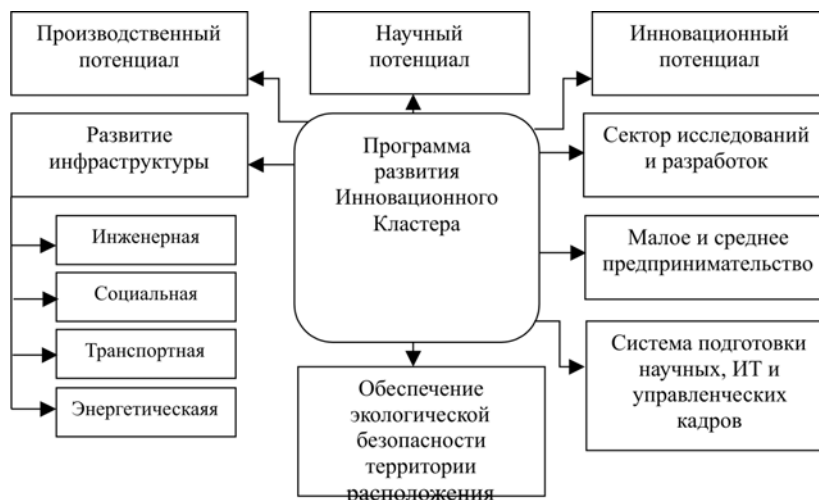 Производственный
потенциал
Научный
потенциал
Инновационный
потенциал
Развитие
инфраструктуры
Программа
развития
Инновационного
Кластера
Сектор исследований
и разработок
Инженерная
Социальная
Транспортная
Энергетическаяя
Малое и среднее
предпринимательство
Обеспечение
экологической
безопасности
территории
расположения
Система подготовки
научных, ИТ и
управленческих
кадров